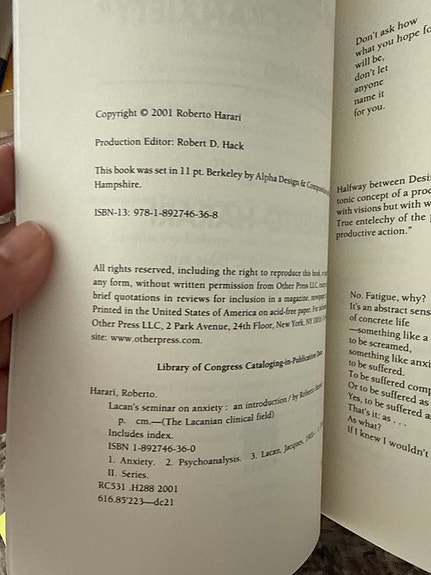 Copyright © 2001 Roberto Harari
Production Editor: Robert D. Hack
This book was set in 11 pt. Berkeley by Alpha Design & Composition
Hampshire.
ISBN-13: 978-1-892746-36-8
All rights reserved, including the right to reproduce this book,
any form, without written permission from Other Press LLC,
brief quotations in reviews for inclusion in a magazine,
Printed in the United States of America on acid-free paper. For
Other Press LLC, 2 Park Avenue, 24th Floor, New York, NY
site: www.otherpress.com.
Library of Congress Cataloging-in-Publication Data
Harari, Roberto.
Lacan's seminar on anxiety : an introduction / by Roberto Harari
p. cm.—(The Lacanian clinical field)
Includes index.
ISBN 1-892746-36-0
1. Anxiety. 2. Psychoanalysis. 3. Lacan, Jacques,
II. Series.
RC531 .H288 2001
616.85'223—dc21
Don't ask how
what you hope
will be,
don't let
anyone
name it
for you.
Halfway between
tonic concept of a
with visions but with
True entelechy of the
productive action."
No. Fatigue, why?
It's an abstract
of concrete life
—something like a
to be screamed,
something like
to be suffered.
To be suffered
Or to be suffered as
Yes, to be suffered
That's it: as . . .
As what?
If I knew I wouldn't